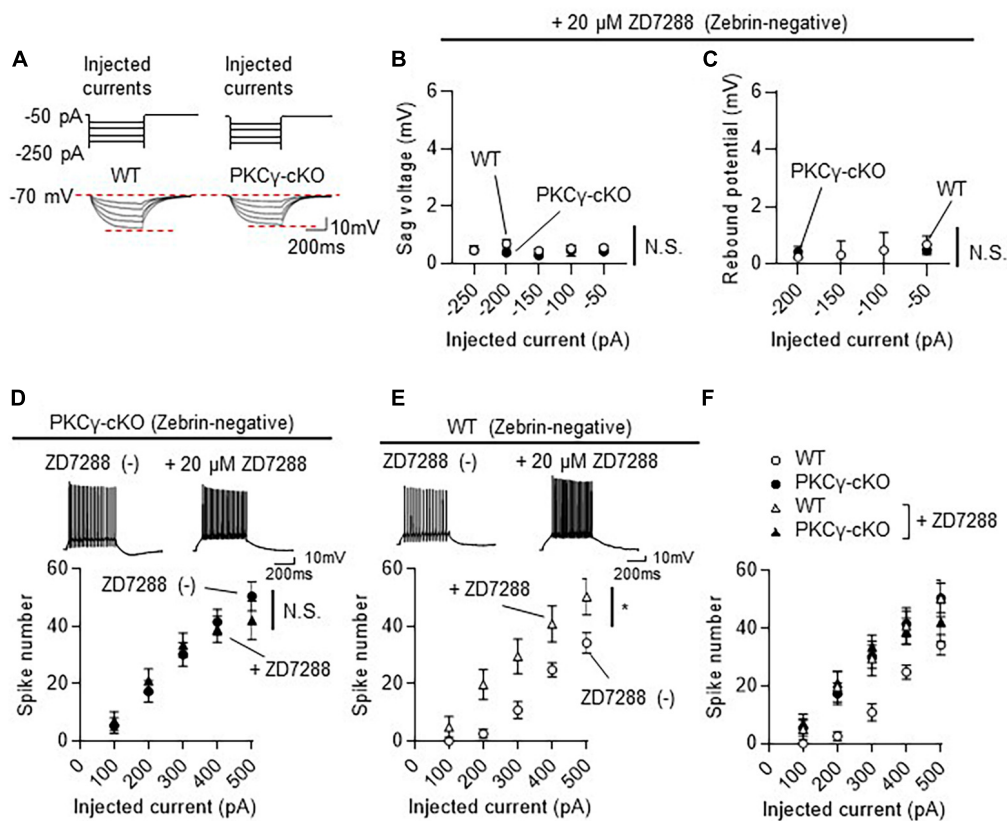 + 20 µM ZD7288 (Zebrin-negative)
A
Injected currents
Injected currents
-50 pA
-250 pA
WT
PKCγ-cKO
-70 mV
10mV
200ms
B
Sag voltage (mV)
6
4
2
0
WT
PKCγ-cKO
N.S.
-250
-200
-150
-100
-50
Injected current (pA)
C
Rebound potential (mV)
6
4
2
0
PKCγ-cKO
WT
N.S.
-200
-150
-100
-50
Injected current (pA)
D
PKCγ-cKO (Zebrin-negative)
ZD7288 (-)
+ 20 µM ZD7288
10mV
200ms
Spike number
60
40
20
0
ZD7288 (-)
N.S.
+ ZD7288
0
100
200
300
400
500
Injected current (pA)
E
WT (Zebrin-negative)
ZD7288 (-)
+ 20 µM ZD7288
10mV
200ms
Spike number
60
40
20
0
+ ZD7288
*
ZD7288 (-)
0
100
200
300
400
500
Injected current (pA)
F
WT
PKCγ-cKO
WT
PKCγ-cKO
+ ZD7288
Spike number
60
40
20
0
0
100
200
300
400
500
Injected current (pA)